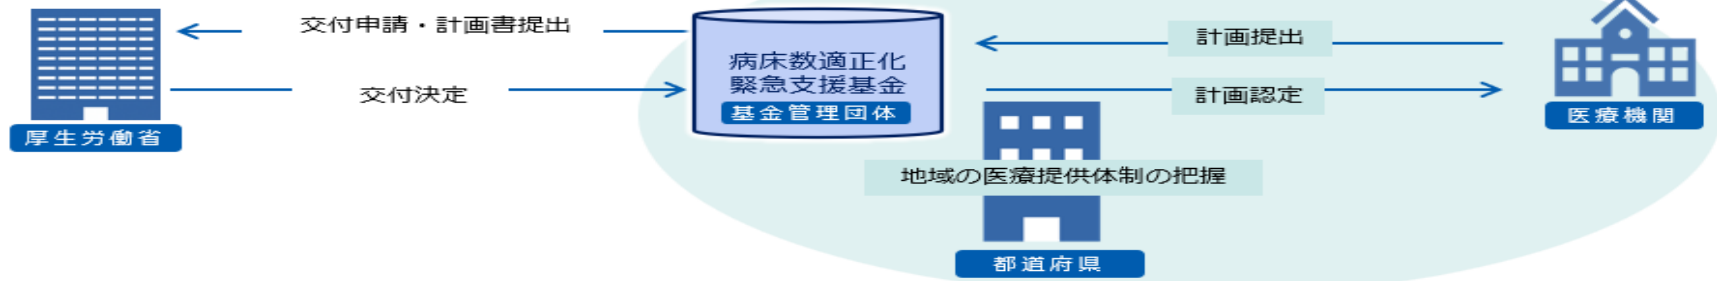 交付申請・計画書提出
交付決定
厚生労働省
病床数適正化
緊急支援基金
基金管理団体
計画提出
計画認定
医療機関
地域の医療提供体制の把握
都道府県